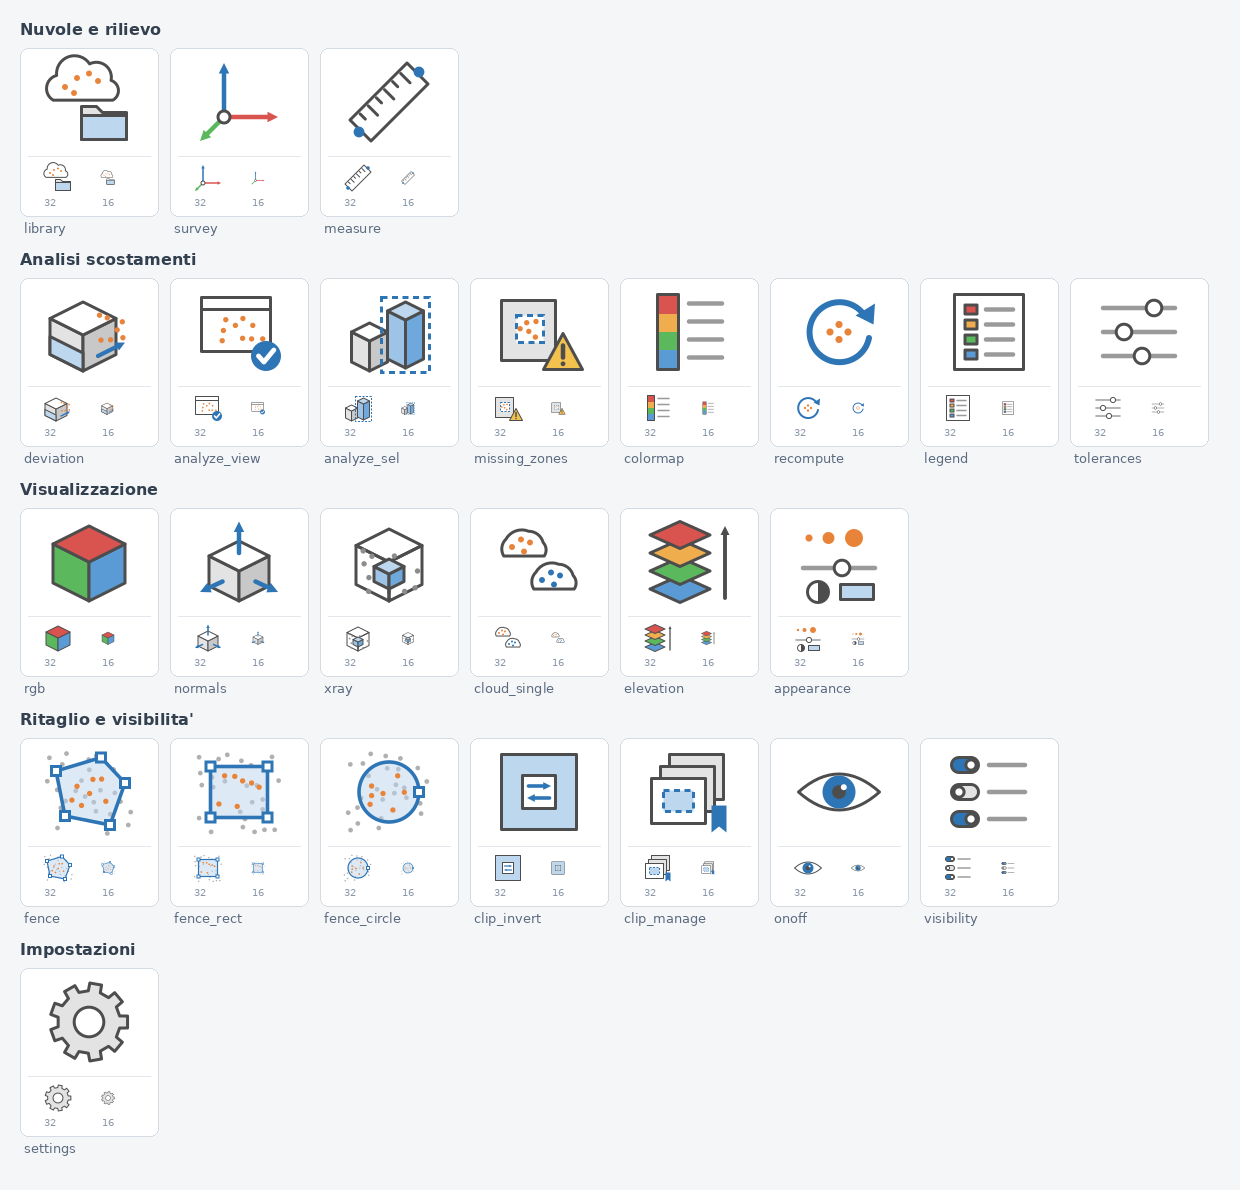 Nuvole e rilievo
32 16 32 16 32 16
library survey measure
Analisi scostamenti
32 16 32 16 32 16 32 16 32 16 32 16 32 16 32 16
deviation analyze_view analyze_sel missing_zones colormap recompute legend tolerances
Visualizzazione
32 16 32 16 32 16 32 16 32 16 32 16
rgb normals xray cloud_single elevation appearance
Ritaglio e visibilita'
32 16 32 16 32 16 32 16 32 16 32 16 32 16
fence fence_rect fence_circle clip_invert clip_manage onoff visibility
Impostazioni
32 16
settings